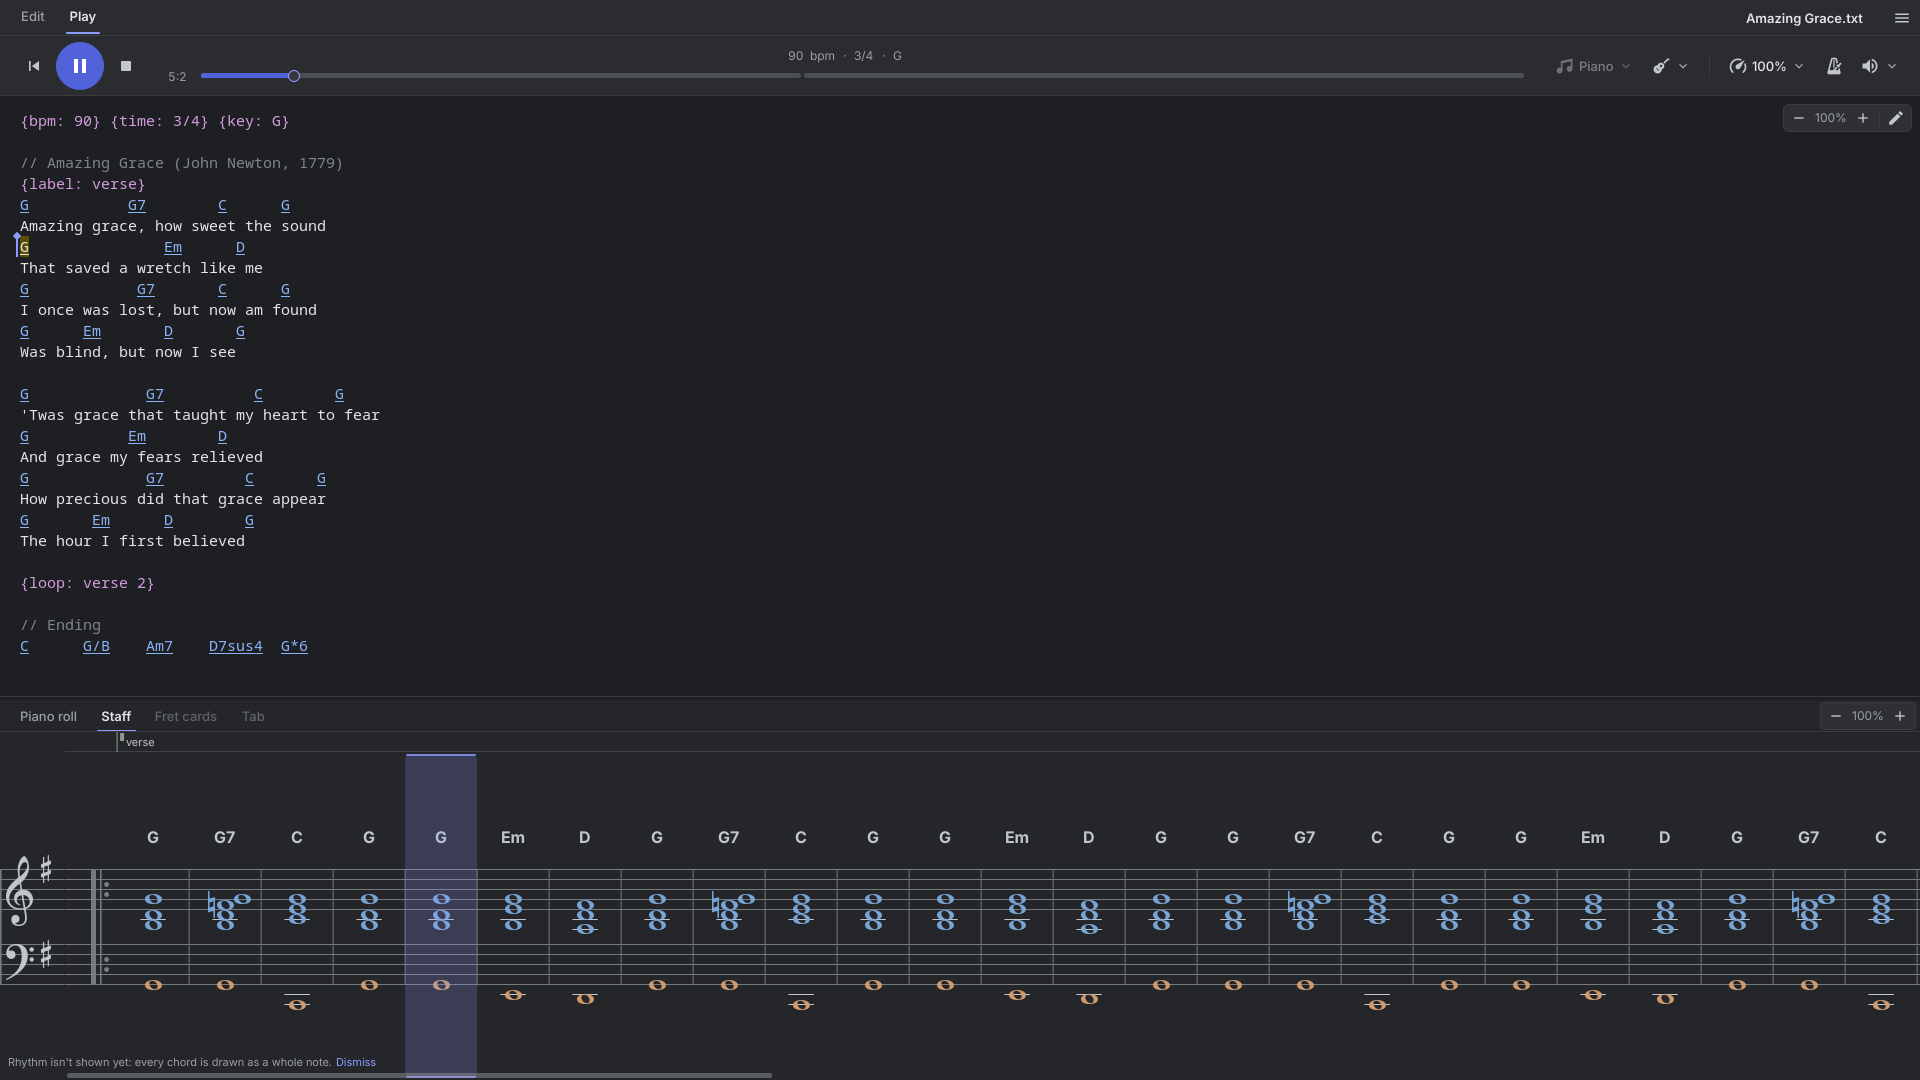 Edit Play Amazing Grace.txt
90 bpm · 3/4 · G
5:2 Piano 100%
{bpm: 90} {time: 3/4} {key: G}
100%
// Amazing Grace (John Newton, 1779)
{label: verse}
G G7 C G
Amazing grace, how sweet the sound
G Em D
That saved a wretch like me
G G7 C G
I once was lost, but now am found
G Em D G
Was blind, but now I see
G G7 C G
'Twas grace that taught my heart to fear
G Em D
And grace my fears relieved
G G7 C G
How precious did that grace appear
G Em D G
The hour I first believed
{loop: verse 2}
// Ending
C G/B Am7 D7sus4 G*6
Piano roll Staff Fret cards Tab 100%
verse
G G7 C G G Em D G G7 C G G Em D G G G7 C G G Em D G G7 C
Rhythm isn't shown yet: every chord is drawn as a whole note. Dismiss